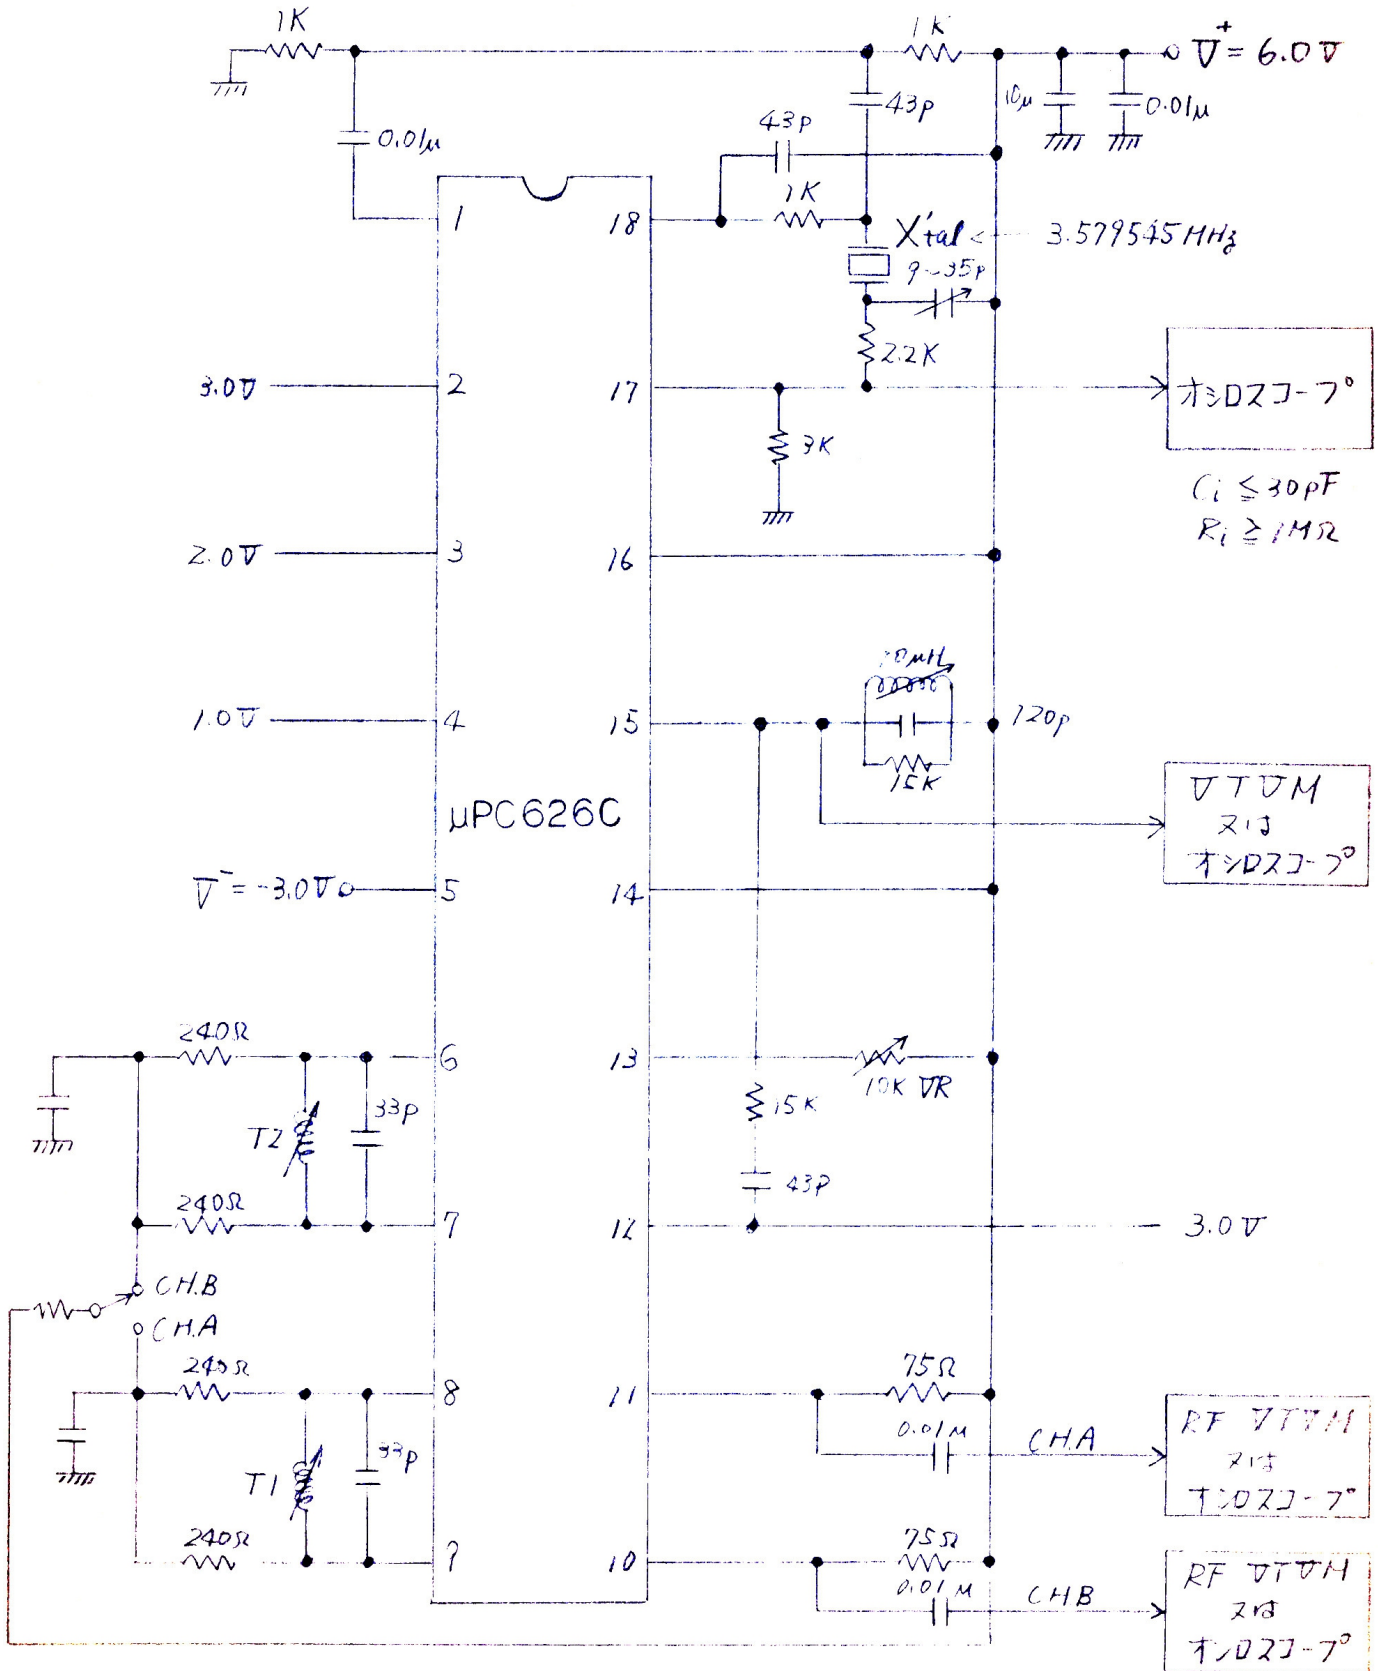 1K
1K
V⁺= 6.0V
0.01μ
43p
43p
10μ
0.01μ
1
18
1K
X'tal
3.579545MHz
9~35p
2.2K
3.0V
2
17
オシロスコープ
3K
Ci ≦30pF
Ri ≧1MΩ
2.0V
3
16
1.0V
4
15
120p
15K
μPC626C
VTVM
又は
オシロスコープ
V⁻= -3.0V
5
14
240Ω
6
13
10K VR
33p
T2
15K
43p
240Ω
7
12
3.0V
CH.B
CH.A
240Ω
8
11
75Ω
0.01μ
CH.A
RF VTVM
又は
オシロスコープ
33p
T1
240Ω
9
10
75Ω
0.01μ
CHB
RF VTVM
又は
オシロスコープ